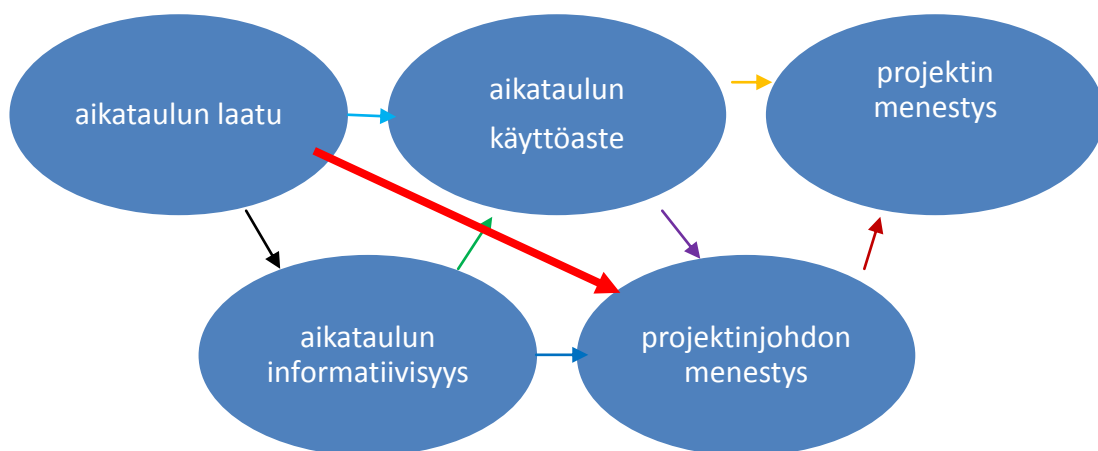 aikataulun laatu
aikataulun
käyttöaste
projektin
menestys
aikataulun
informatiivisyys
projektinjohdon
menestys